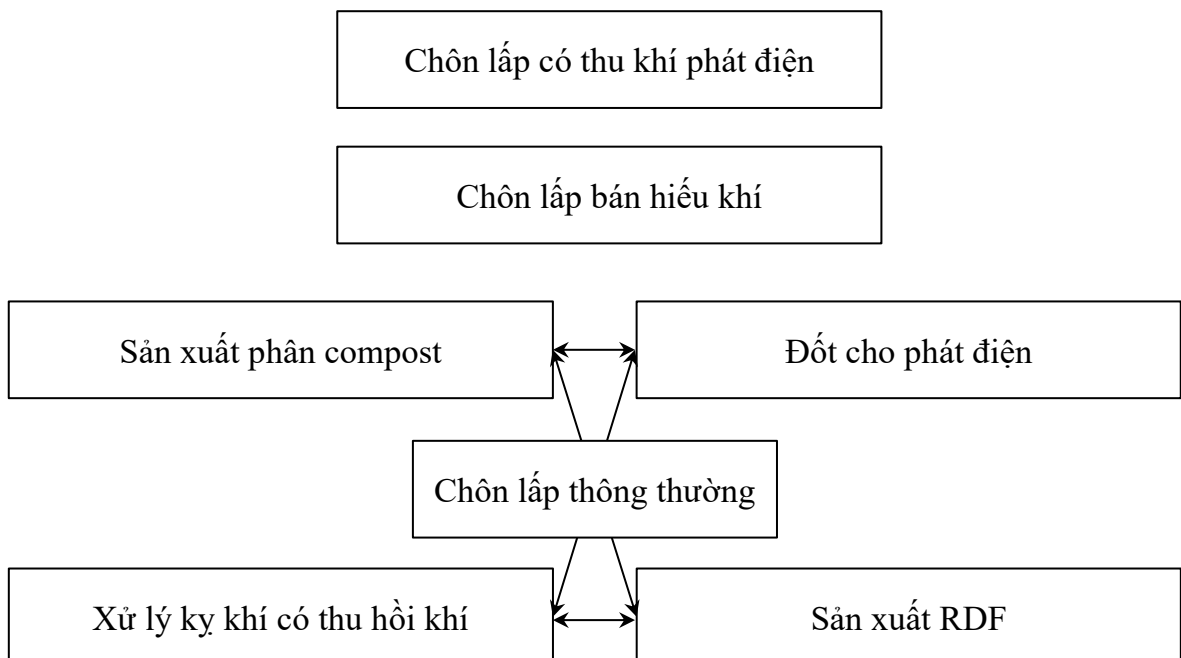 Chôn lấp có thu khí phát điện
Chôn lấp bán hiếu khí
Sản xuất phân compost
Đốt cho phát điện
Chôn lấp thông thường
Xử lý kỵ khí có thu hồi khí
Sản xuất RDF